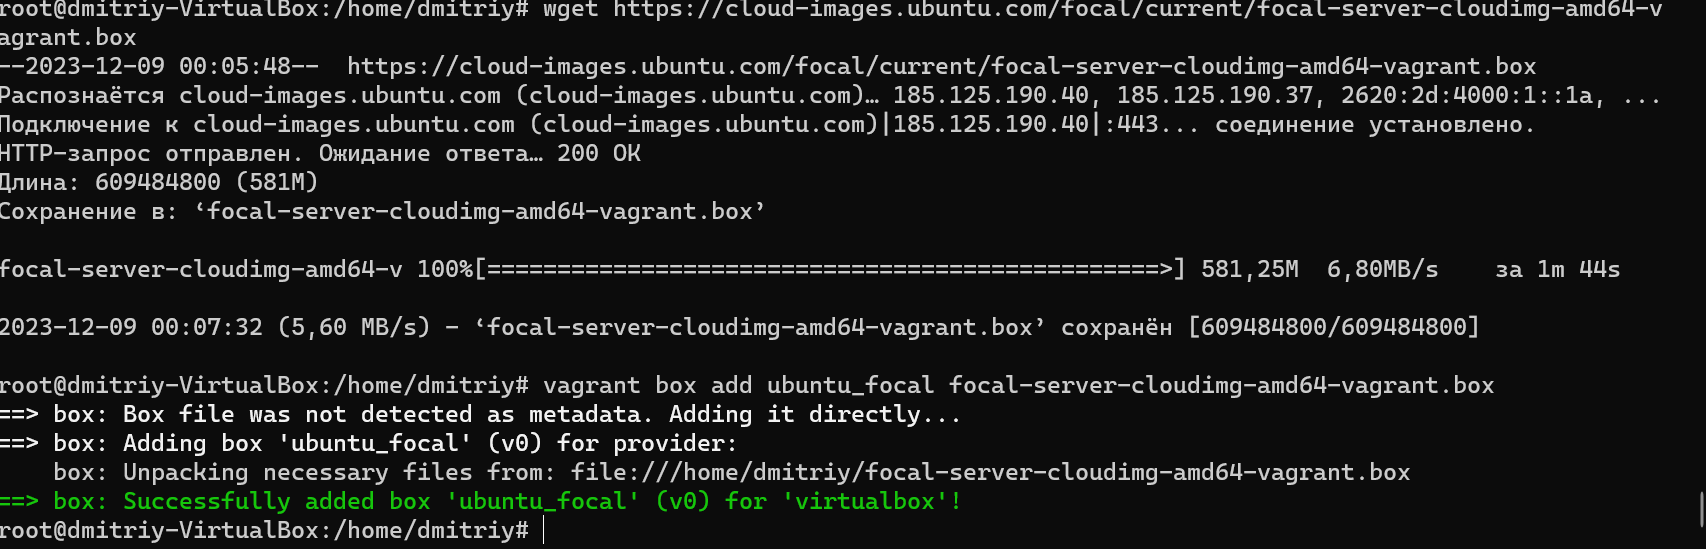 root@dmitriy-VirtualBox:/home/dmitriy# wget https://cloud-images.ubuntu.com/focal/current/focal-server-cloudimg-amd64-v
agrant.box
--2023-12-09 00:05:48--  https://cloud-images.ubuntu.com/focal/current/focal-server-cloudimg-amd64-vagrant.box
Распознаётся cloud-images.ubuntu.com (cloud-images.ubuntu.com)… 185.125.190.40, 185.125.190.37, 2620:2d:4000:1::1a, ...
Подключение к cloud-images.ubuntu.com (cloud-images.ubuntu.com)|185.125.190.40|:443... соединение установлено.
HTTP-запрос отправлен. Ожидание ответа… 200 OK
Длина: 609484800 (581M)
Сохранение в: ‘focal-server-cloudimg-amd64-vagrant.box’
focal-server-cloudimg-amd64-v 100%[================================================>] 581,25M  6,80MB/s    за 1m 44s
2023-12-09 00:07:32 (5,60 MB/s) - ‘focal-server-cloudimg-amd64-vagrant.box’ сохранён [609484800/609484800]
root@dmitriy-VirtualBox:/home/dmitriy# vagrant box add ubuntu_focal focal-server-cloudimg-amd64-vagrant.box
==> box: Box file was not detected as metadata. Adding it directly...
==> box: Adding box 'ubuntu_focal' (v0) for provider:
    box: Unpacking necessary files from: file:///home/dmitriy/focal-server-cloudimg-amd64-vagrant.box
==> box: Successfully added box 'ubuntu_focal' (v0) for 'virtualbox'!
root@dmitriy-VirtualBox:/home/dmitriy#